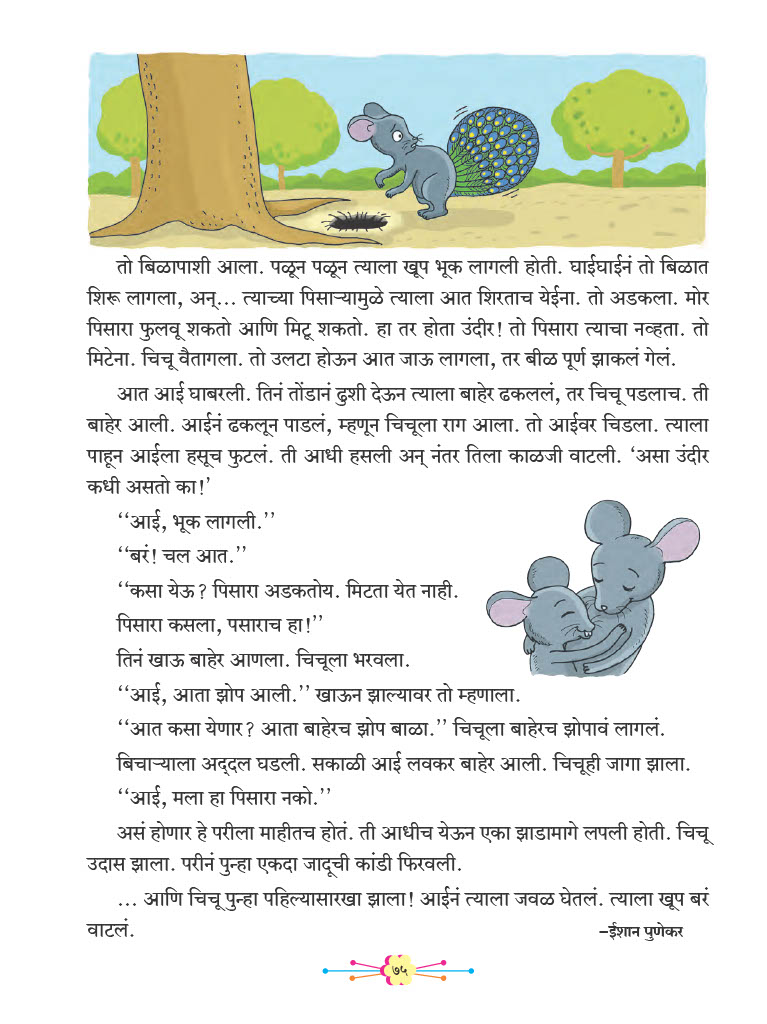 तो बिळापाशी आला. पळून पळून त्याला खूप भूक लागली होती. घाईघाईनं तो बिळात
शिरू लागला, अन्... त्याच्या पिसाऱ्यामुळे त्याला आत शिरताच येईना. तो अडकला. मोर
पिसारा फुलवू शकतो आणि मिटू शकतो. हा तर होता उंदीर! तो पिसारा त्याचा नव्हता. तो
मिटेना. चिचू वैतागला. तो उलटा होऊन आत जाऊ लागला, तर बीळ पूर्ण झाकलं गेलं.
आत आई घाबरली. तिनं तोंडानं ढुशी देऊन त्याला बाहेर ढकललं, तर चिचू पडलाच. ती
बाहेर आली. आईनं ढकलून पाडलं, म्हणून चिचूला राग आला. तो आईवर चिडला. त्याला
पाहून आईला हसूच फुटलं. ती आधी हसली अन् नंतर तिला काळजी वाटली. ‘असा उंदीर
कधी असतो का!’
‘‘आई, भूक लागली.’’
‘‘बरं! चल आत.’’
‘‘कसा येऊ? पिसारा अडकतोय. मिटता येत नाही.
पिसारा कसला, पसाराच हा!’’
तिनं खाऊ बाहेर आणला. चिचूला भरवला.
‘‘आई, आता झोप आली.’’ खाऊन झाल्यावर तो म्हणाला.
‘‘आत कसा येणार? आता बाहेरच झोप बाळा.’’ चिचूला बाहेरच झोपावं लागलं.
बिचाऱ्याला अद्‌दल घडली. सकाळी आई लवकर बाहेर आली. चिचूही जागा झाला.
‘‘आई, मला हा पिसारा नको.’’
असं होणार हे परीला माहीतच होतं. ती आधीच येऊन एका झाडामागे लपली होती. चिचू
उदास झाला. परीनं पुन्हा एकदा जादूची कांडी फिरवली.
... आणि चिचू पुन्हा पहिल्यासारखा झाला! आईनं त्याला जवळ घेतलं. त्याला खूप बरं
वाटलं.
–ईशान पुणेकर
७५